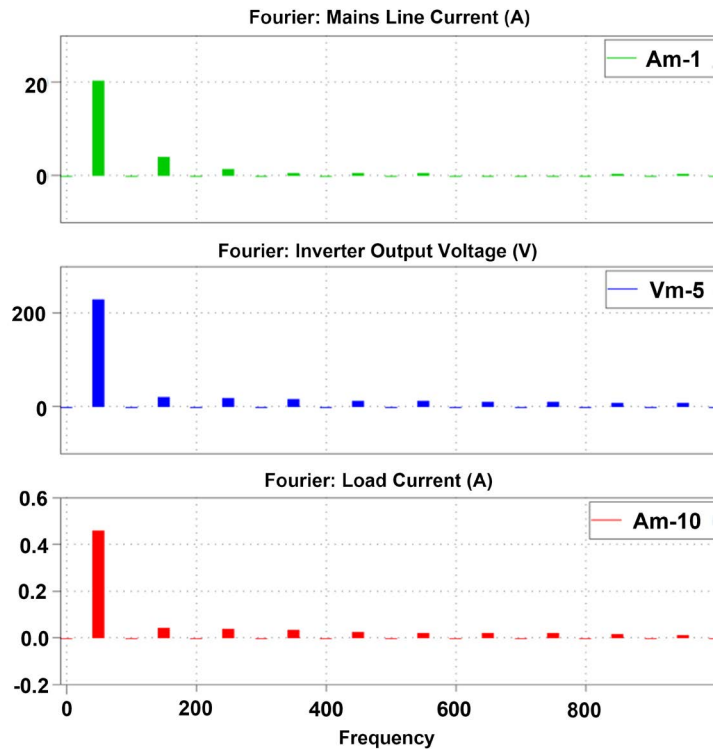 Fourier: Mains Line Current (A)
Am-1
20
0
Fourier: Inverter Output Voltage (V)
Vm-5
200
0
Fourier: Load Current (A)
Am-10
0.6
0.4
0.2
0.0
-0.2
0 200 400 600 800
Frequency